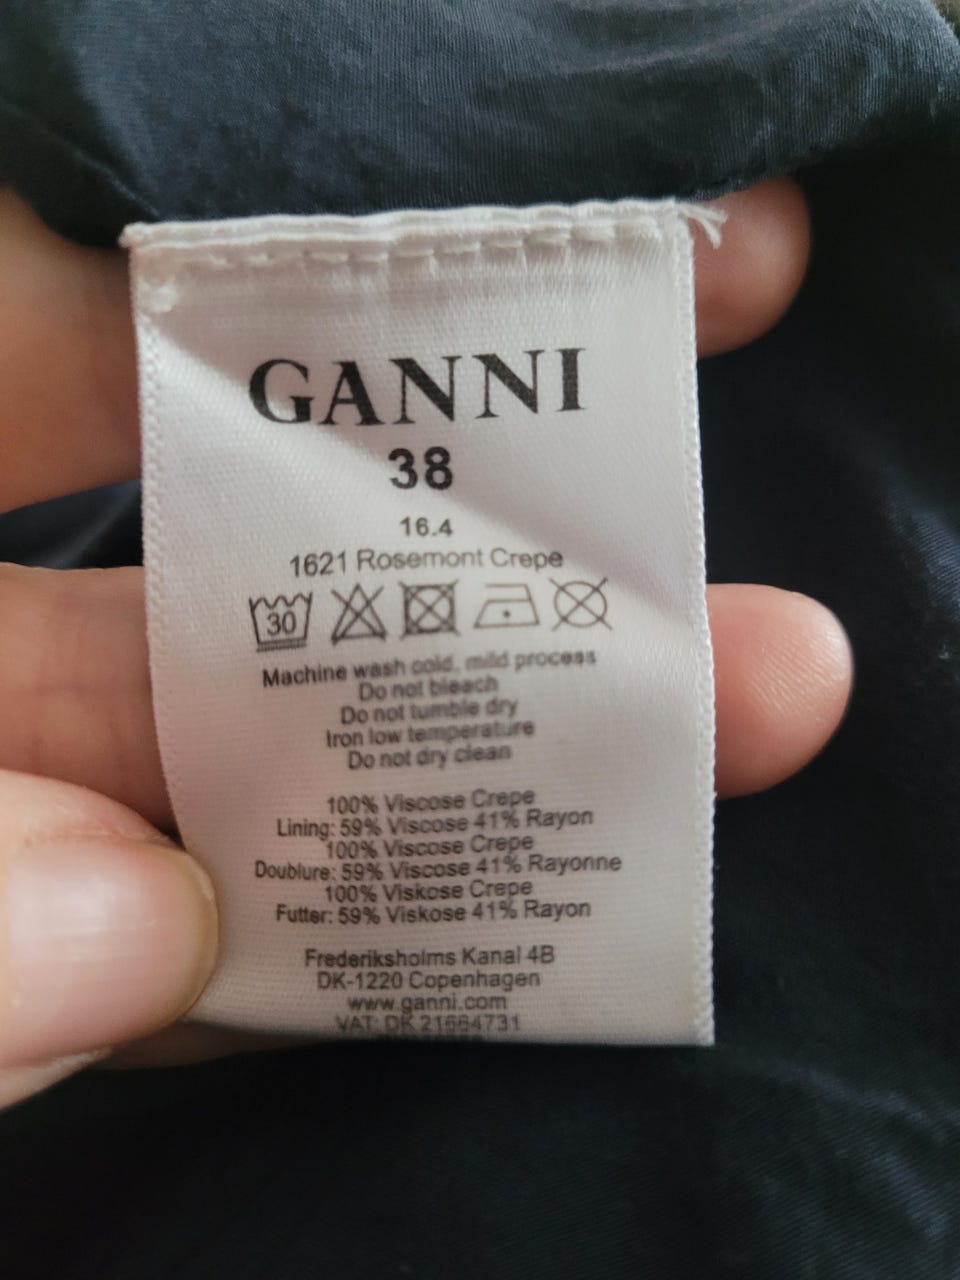 GANNI
38
16.4
1621 Rosemont Crepe
30
Machine wash cold, mild process
Do not bleach
Do not tumble dry
Iron low temperature
Do not dry clean
100% Viscose Crepe
Lining: 59% Viscose 41% Rayon
100% Viscose Crepe
Doublure: 59% Viscose 41% Rayonne
100% Viskose Crepe
Futter: 59% Viskose 41% Rayon
Frederiksholms Kanal 4B
DK-1220 Copenhagen
www.ganni.com
VAT: DK 21664731